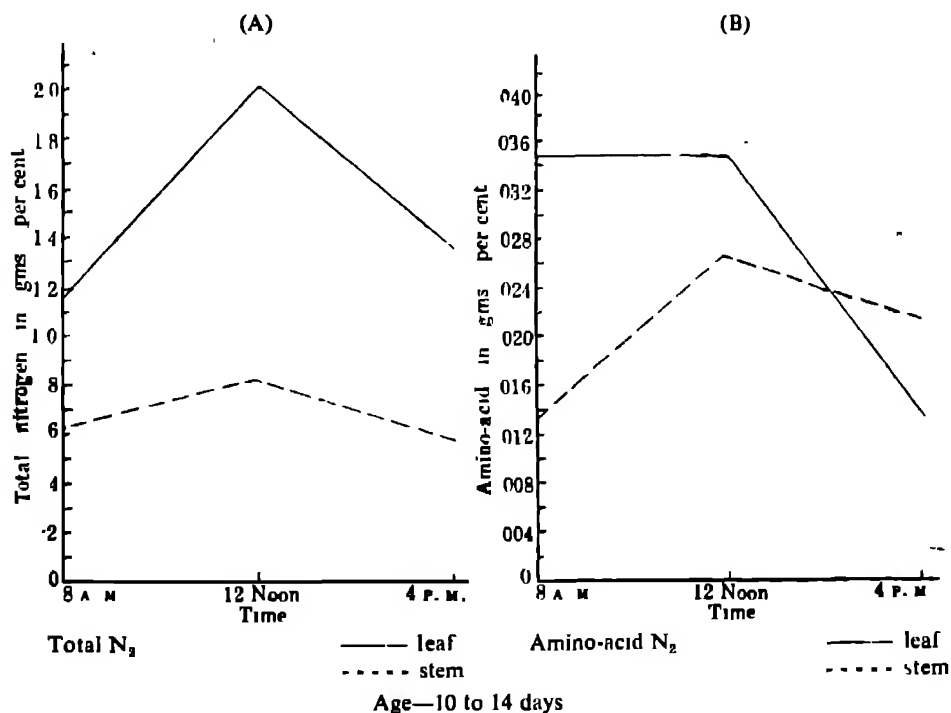 (A)
Total nitrogen in gms per cent
2 0
1 8
1 6
1 4
1 2
1 0
8
6
4
·2
0
8 A M
12 Noon
4 P. M.
Time
Total N₂
leaf
stem
(B)
Amino-acid in gms per cent
040
036
032
028
024
020
016
012
008
004
0
8 A M
12 Noon
4 P. M
Time
Amino-acid N₂
leaf
stem
Age—10 to 14 days